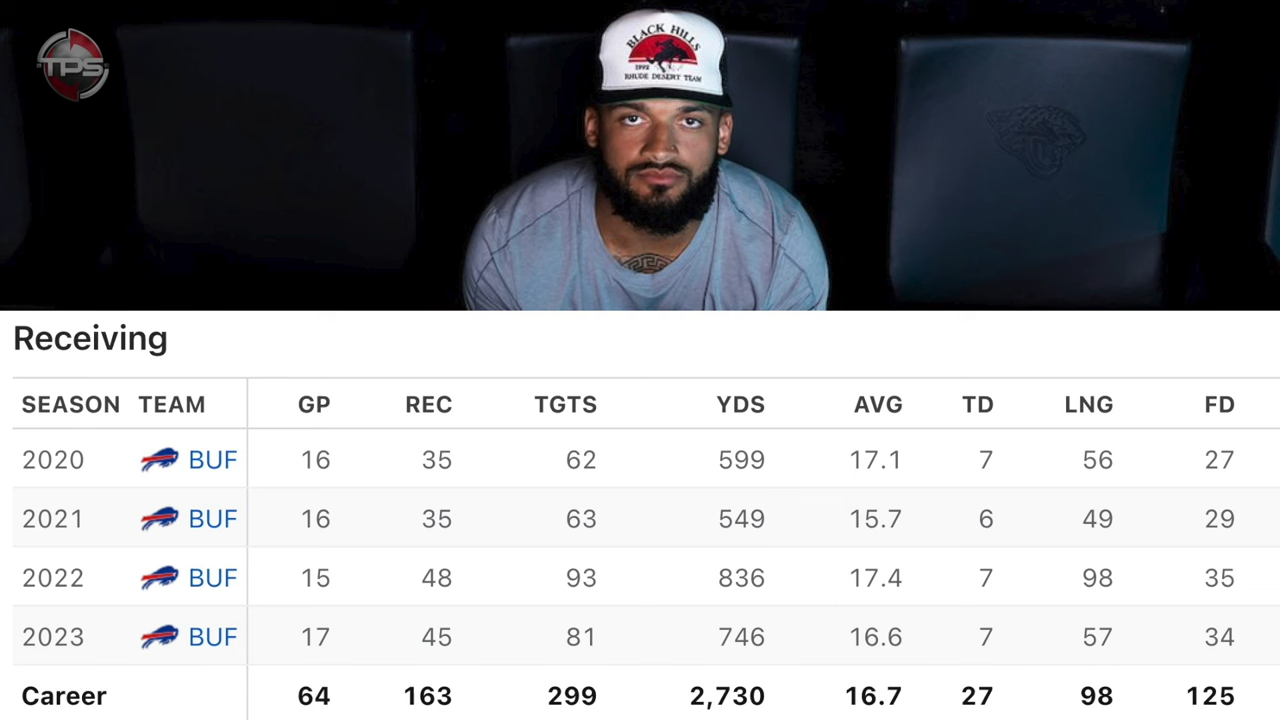 TPS
BLACK HILLS
1992
RHUDE DESERT TEAM
Receiving
SEASON TEAM GP REC TGTS YDS AVG TD LNG FD
2020 BUF 16 35 62 599 17.1 7 56 27
2021 BUF 16 35 63 549 15.7 6 49 29
2022 BUF 15 48 93 836 17.4 7 98 35
2023 BUF 17 45 81 746 16.6 7 57 34
Career 64 163 299 2,730 16.7 27 98 125